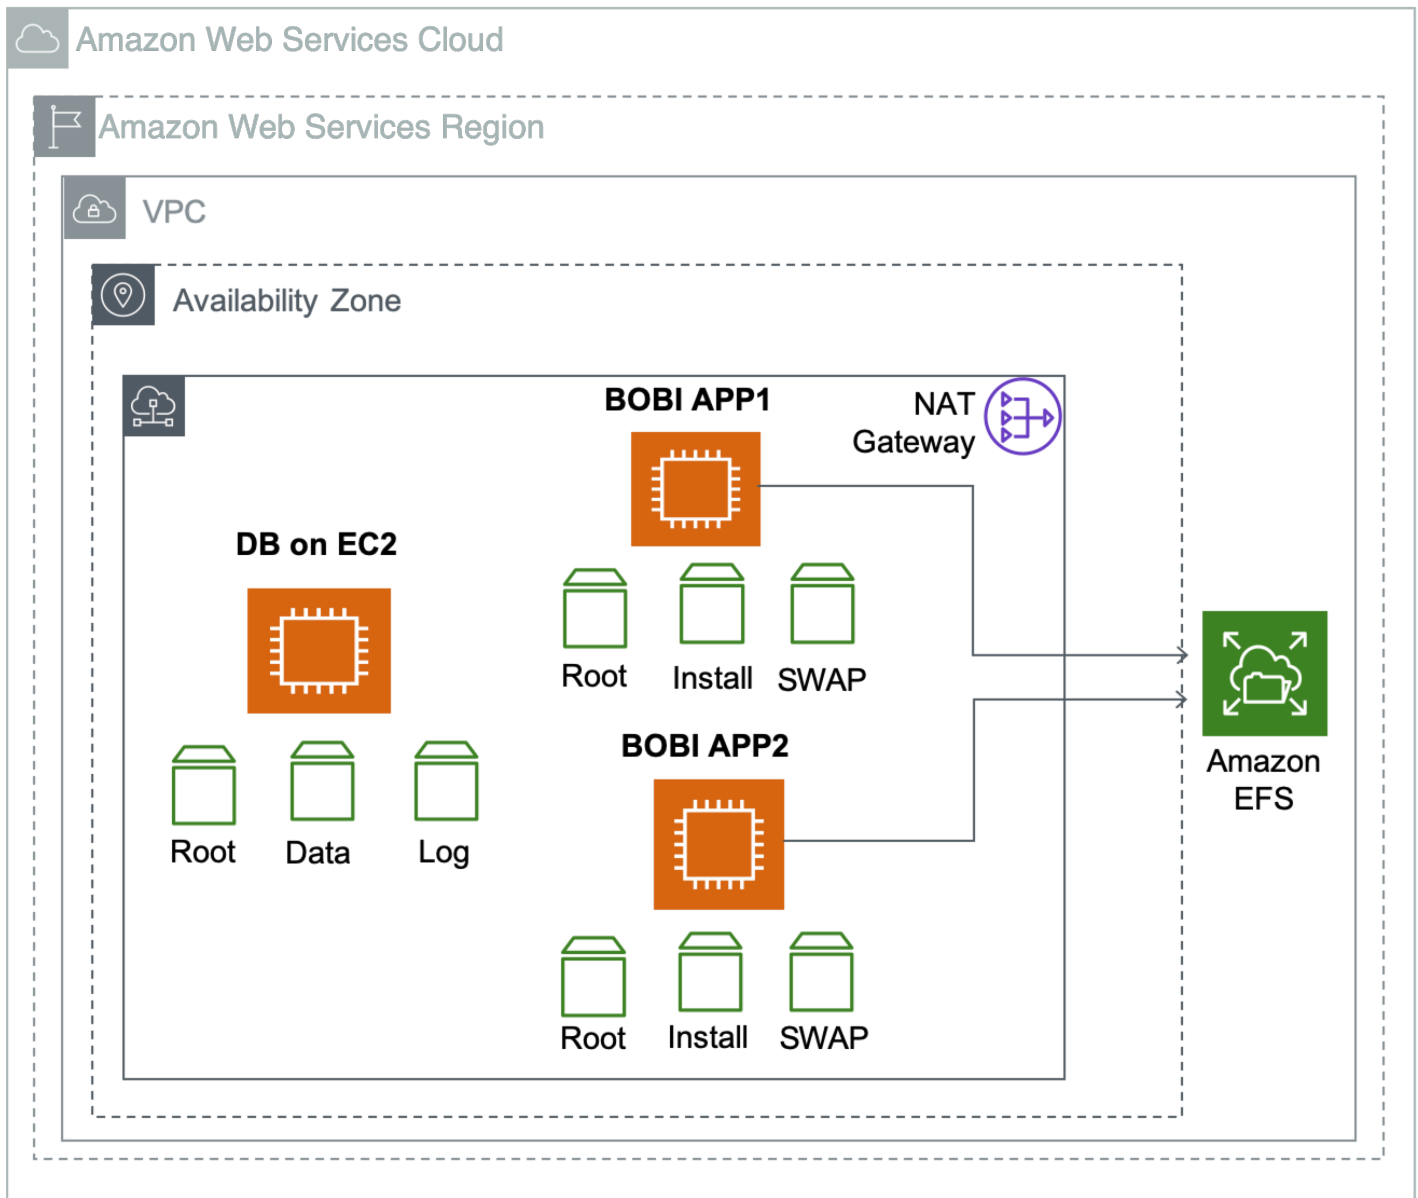 Amazon Web Services Cloud
Amazon Web Services Region
VPC
Availability Zone
BOBI APP1
NAT
Gateway
DB on EC2
Root
Install
SWAP
BOBI APP2
Amazon
EFS
Root
Data
Log
Root
Install
SWAP